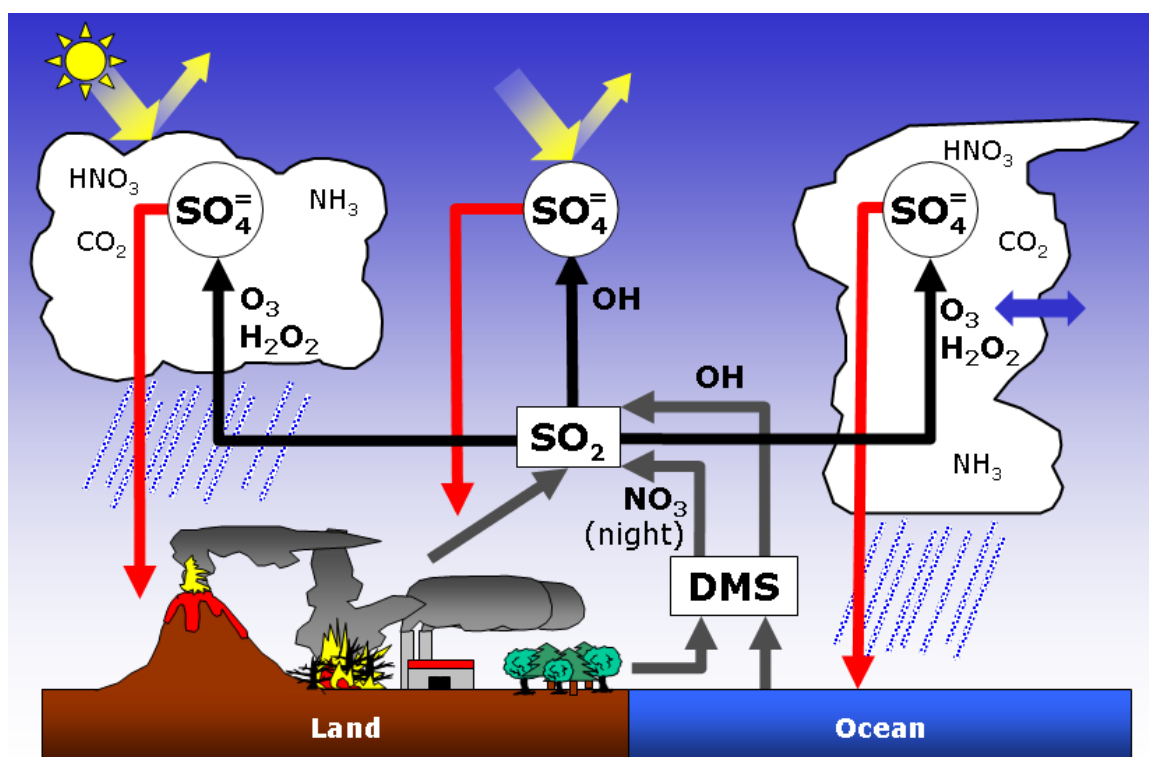 HNO₃
SO₄⁼
NH₃
CO₂
O₃
H₂O₂
SO₄⁼
OH
HNO₃
SO₄⁼
CO₂
O₃
H₂O₂
NH₃
OH
SO₂
NO₃
(night)
DMS
Land
Ocean